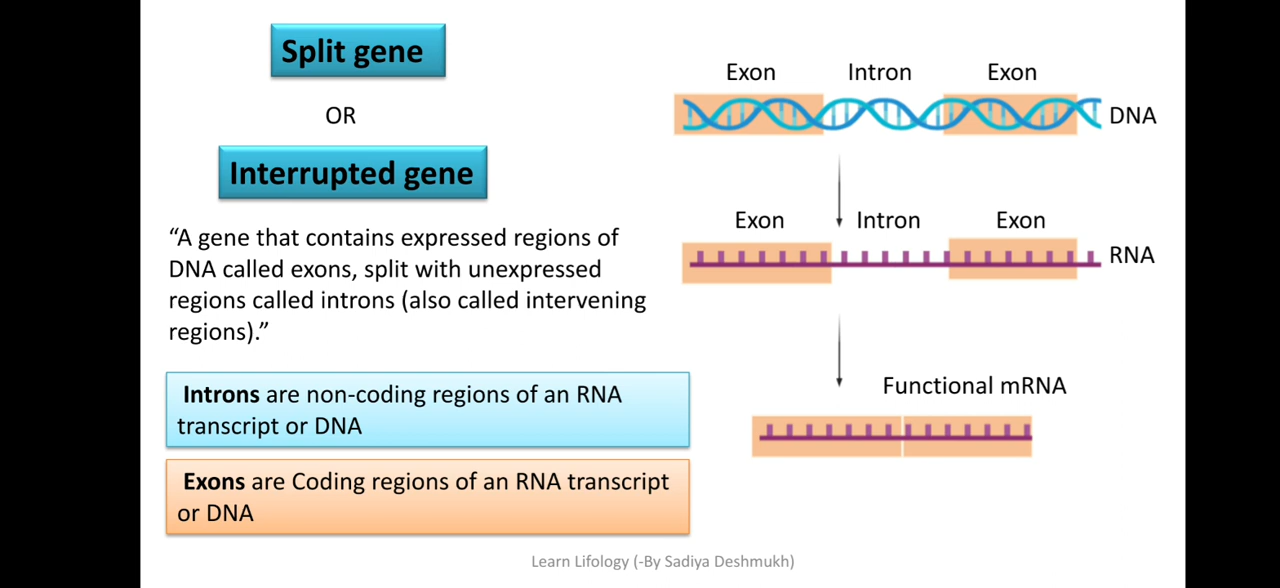 Split gene
OR
Interrupted gene
“A gene that contains expressed regions of
DNA called exons, split with unexpressed
regions called introns (also called intervening
regions).”
Introns are non-coding regions of an RNA
transcript or DNA
Exons are Coding regions of an RNA transcript
or DNA
Exon Intron Exon
DNA
Exon Intron Exon
RNA
Functional mRNA
Learn Lifology (-By Sadiya Deshmukh)